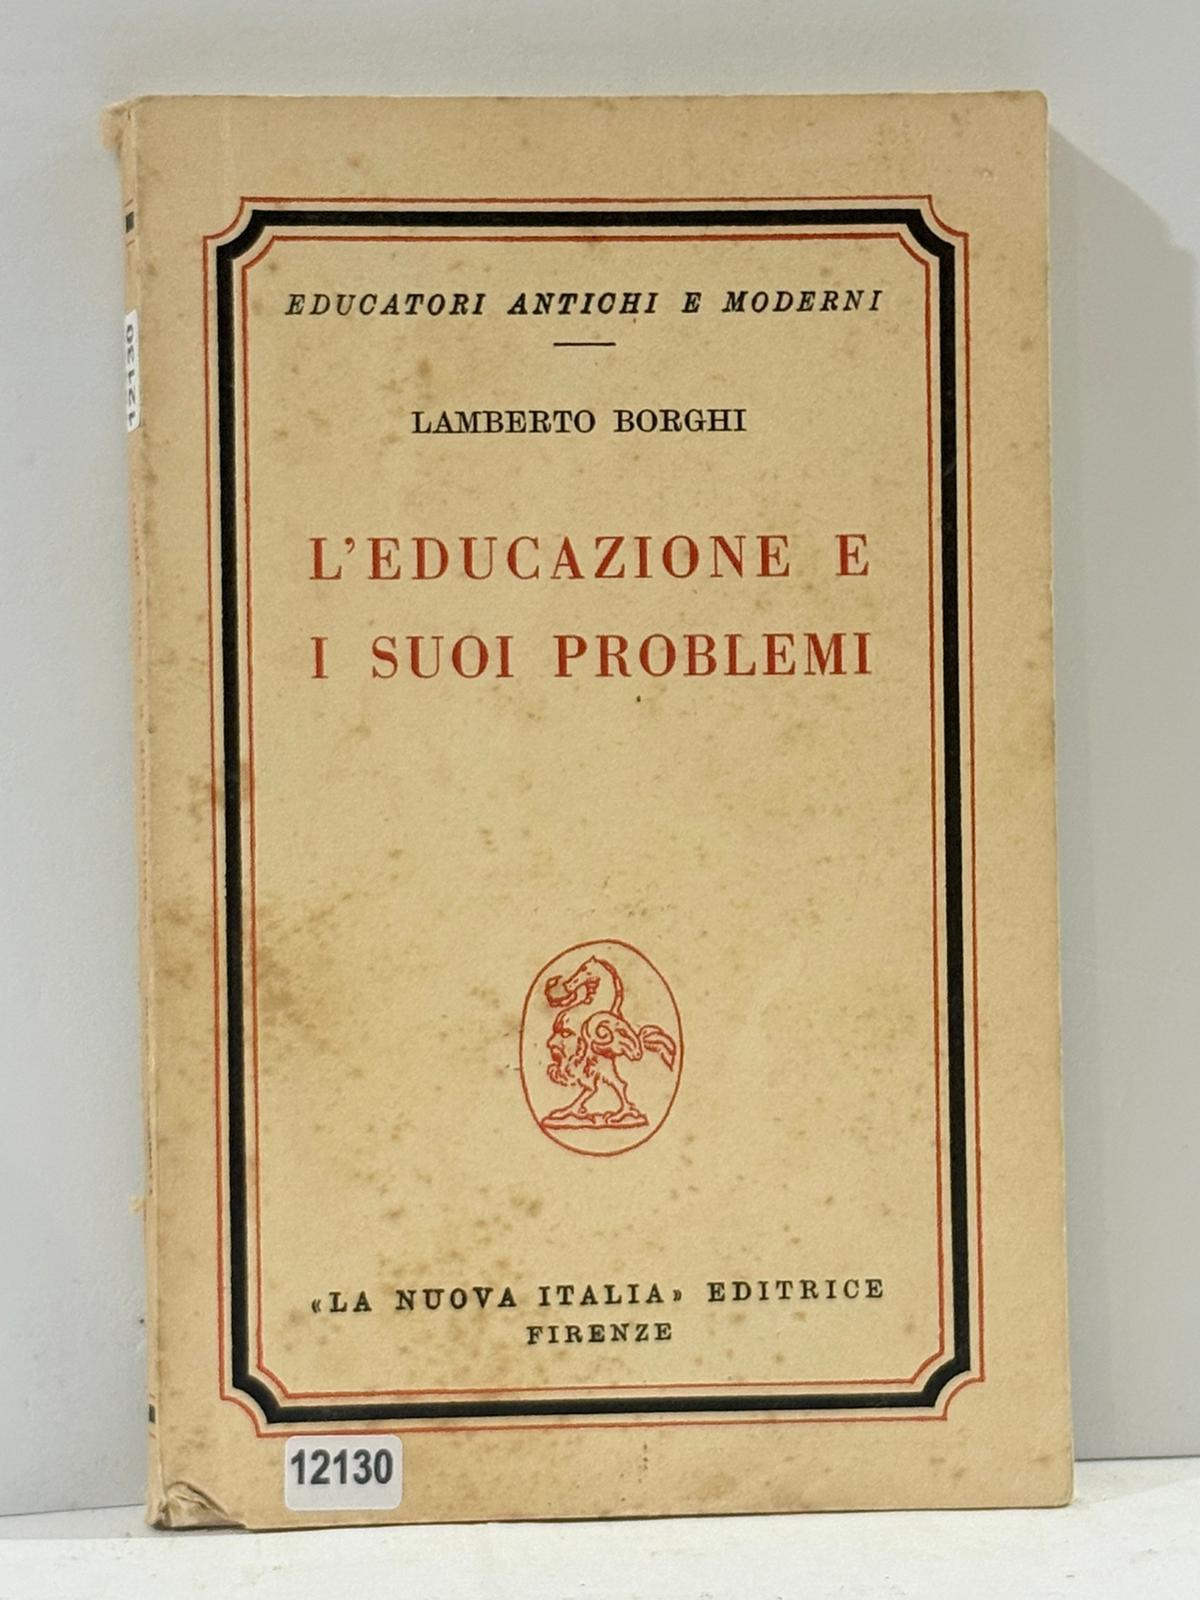 EDUCATORI ANTICHI E MODERNI
LAMBERTO BORGHI
L'EDUCAZIONE E
I SUOI PROBLEMI
«LA NUOVA ITALIA» EDITRICE
FIRENZE
12130
12130